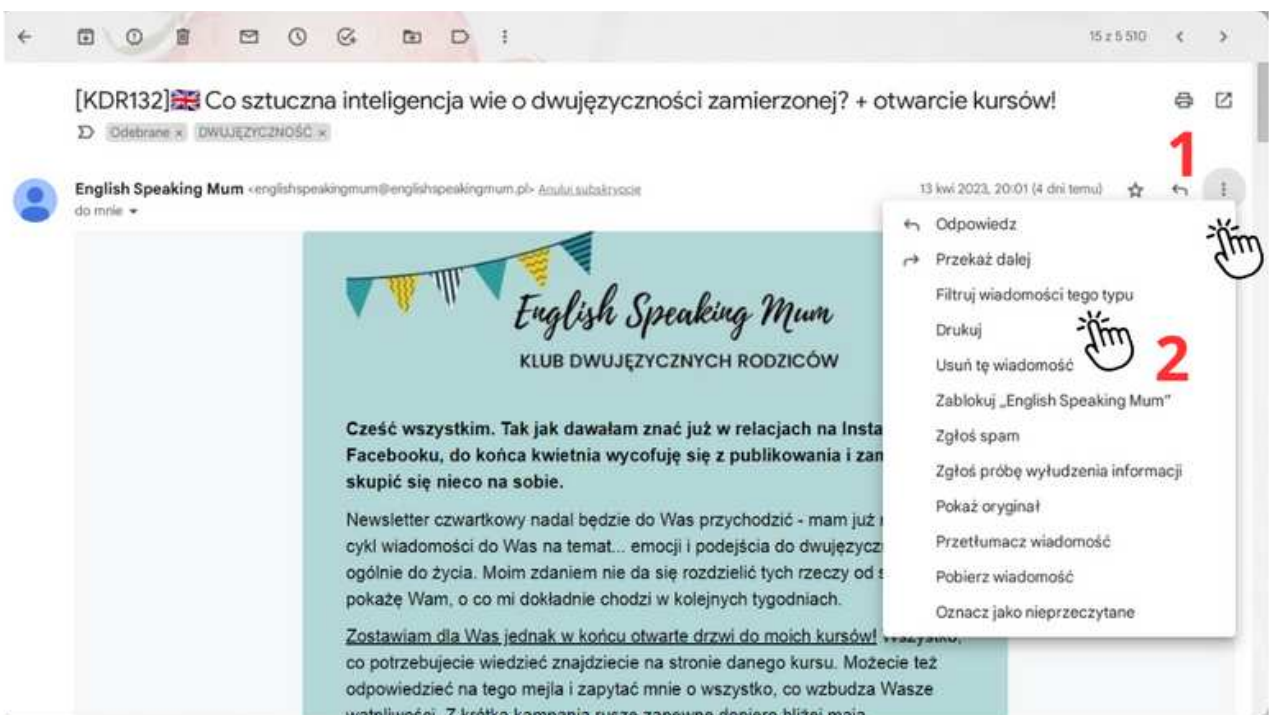 15 z 5 510
[KDR132]🇬🇧 Co sztuczna inteligencja wie o dwujęzyczności zamierzonej? + otwarcie kursów!
Odebrane × DWUJĘZYCZNOŚĆ ×
1
English Speaking Mum <englishspeakingmum@englishspeakingmum.pl> Anuluj subskrypcję
13 kwi 2023, 20:01 (4 dni temu)
do mnie
Odpowiedz
Przekaż dalej
Filtruj wiadomości tego typu
Drukuj
Usuń tę wiadomość
2
Zablokuj „English Speaking Mum"
Zgłoś spam
Zgłoś próbę wyłudzenia informacji
Pokaż oryginał
Przetłumacz wiadomość
Pobierz wiadomość
Oznacz jako nieprzeczytane
English Speaking Mum
KLUB DWUJĘZYCZNYCH RODZICÓW
Cześć wszystkim. Tak jak dawałam znać już w relacjach na Insta
Facebooku, do końca kwietnia wycofuję się z publikowania i zam
skupić się nieco na sobie.
Newsletter czwartkowy nadal będzie do Was przychodzić - mam już
cykl wiadomości do Was na temat... emocji i podejścia do dwujęzycz
ogólnie do życia. Moim zdaniem nie da się rozdzielić tych rzeczy od
pokażę Wam, o co mi dokładnie chodzi w kolejnych tygodniach.
Zostawiam dla Was jednak w końcu otwarte drzwi do moich kursów! Wszystko,
co potrzebujecie wiedzieć znajdziecie na stronie danego kursu. Możecie też
odpowiedzieć na tego mejla i zapytać mnie o wszystko, co wzbudza Wasze